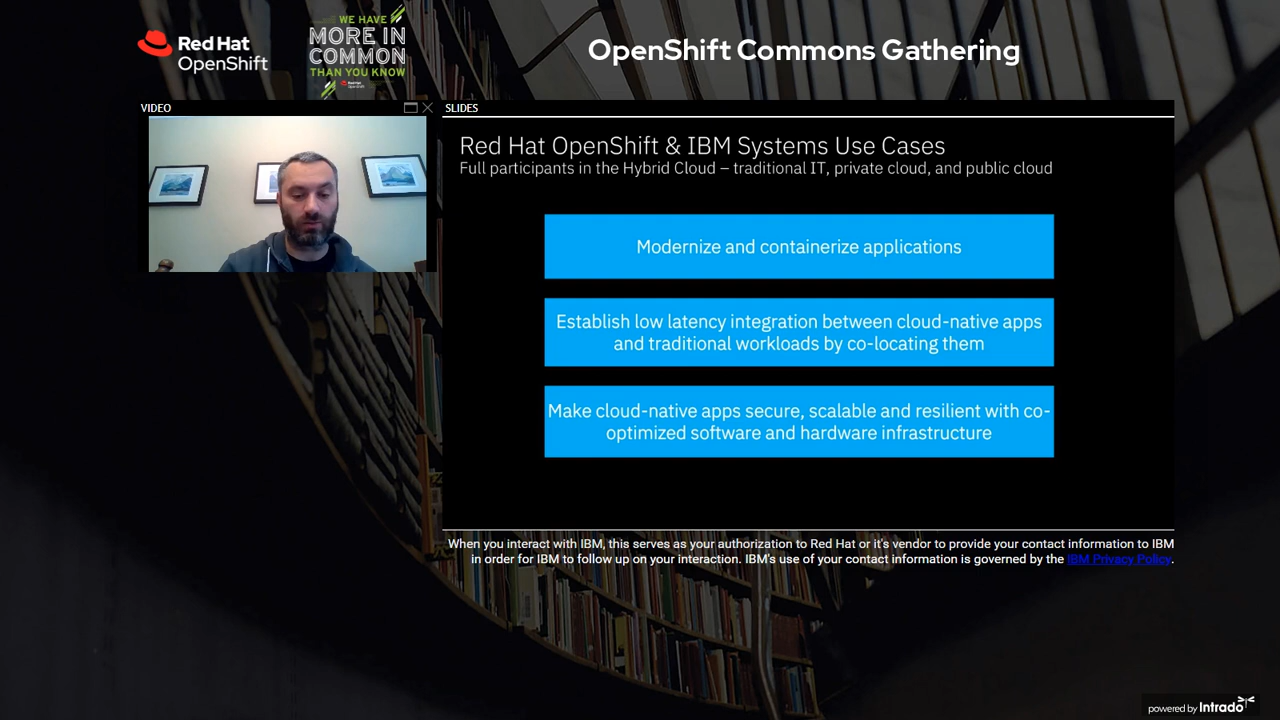 Red Hat
OpenShift
WE HAVE
MORE IN
COMMON
THAN YOU KNOW
Red Hat
OpenShift
OpenShift Commons Gathering
VIDEO
SLIDES
Red Hat OpenShift & IBM Systems Use Cases
Full participants in the Hybrid Cloud – traditional IT, private cloud, and public cloud
Modernize and containerize applications
Establish low latency integration between cloud-native apps
and traditional workloads by co-locating them
Make cloud-native apps secure, scalable and resilient with co-
optimized software and hardware infrastructure
When you interact with IBM, this serves as your authorization to Red Hat or it's vendor to provide your contact information to IBM
in order for IBM to follow up on your interaction. IBM's use of your contact information is governed by the IBM Privacy Policy.
powered by Intrado